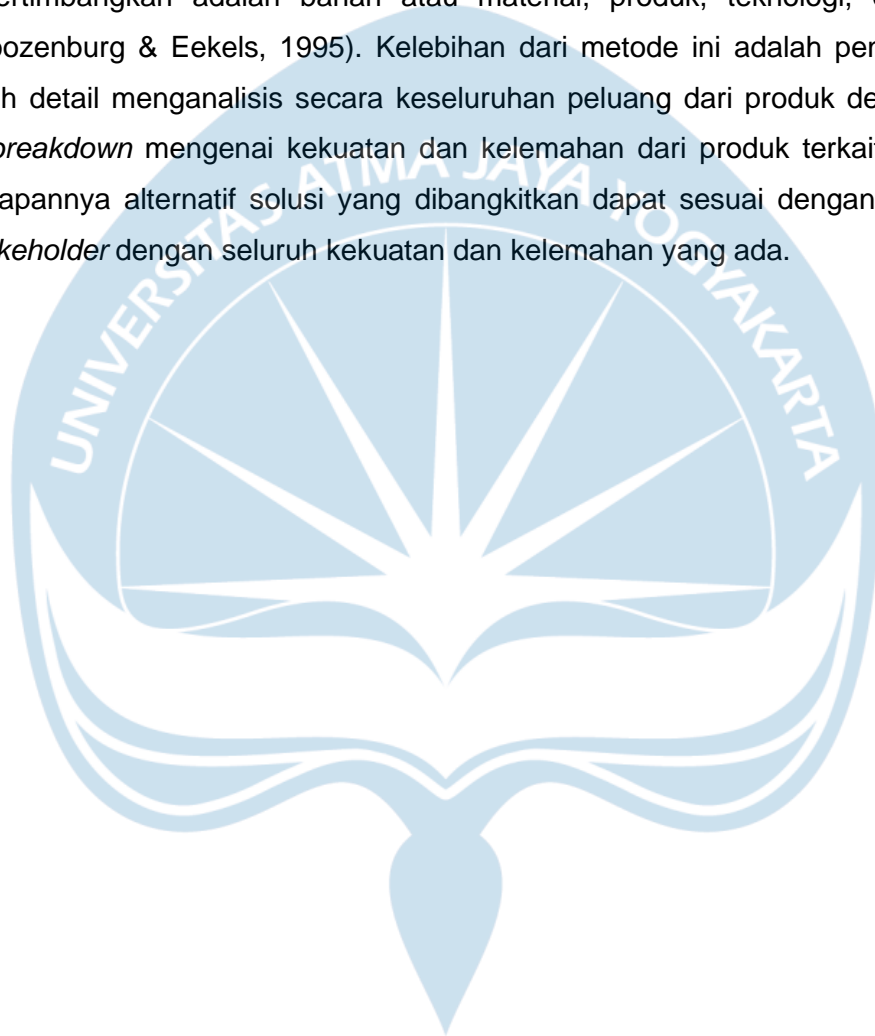 ertimbangkan adalah bahan atau material, produk, teknologi,
oozenburg & Eekels, 1995). Kelebihan dari metode ini adalah per
h detail menganalisis secara keseluruhan peluang dari produk de
breakdown mengenai kekuatan dan kelemahan dari produk terkait
apannya alternatif solusi yang dibangkitkan dapat sesuai dengan
keholder dengan seluruh kekuatan dan kelemahan yang ada.
UNIVERSITAS ATMA JAYA YOGYAKARTA